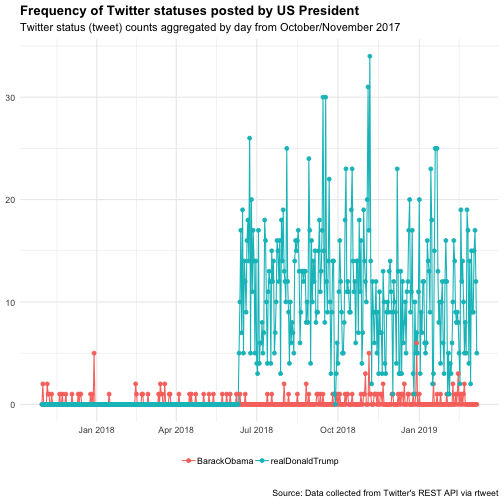 Frequency of Twitter statuses posted by US President
Twitter status (tweet) counts aggregated by day from October/November 2017
30
20
10
0
Jan 2018 Apr 2018 Jul 2018 Oct 2018 Jan 2019
BarackObama realDonaldTrump
Source: Data collected from Twitter's REST API via rtweet